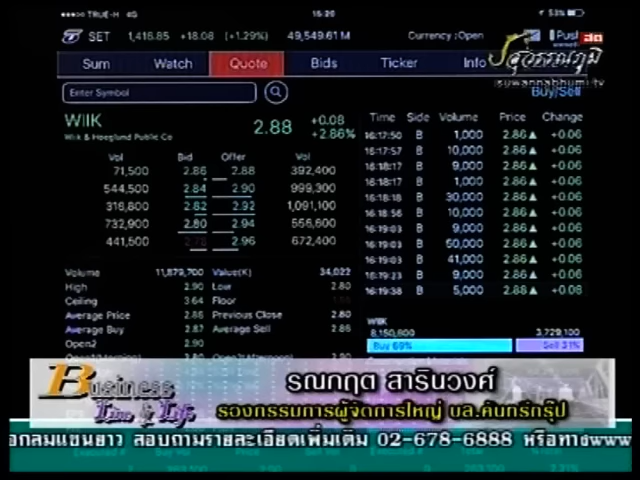 TRUE-H 4G 15:20 53%
SET 1,416.85 +18.08 (+1.29%) 49,549.61 M Currency :Open Push สด
สุวรรณภูมิ
suwannabhumi.tv
Sum Watch Quote Bids Ticker Info
Enter Symbol Buy/Sell
WIIK 2.88 +0.08
Wiik & Hoeglund Public Co +2.86%
Vol Bid Offer Vol
71,500 2.86 2.88 392,400
544,500 2.84 2.90 999,300
316,800 2.82 2.92 1,091,100
732,900 2.80 2.94 556,600
441,500 2.78 2.96 672,400
Time Side Volume Price Change
16:17:50 B 1,000 2.86▲ +0.06
16:17:57 B 10,000 2.86▲ +0.06
16:18:17 B 9,000 2.86▲ +0.06
16:18:17 B 1,000 2.86▲ +0.06
16:18:18 B 30,000 2.86▲ +0.06
16:18:56 B 10,000 2.86▲ +0.06
16:19:03 B 9,000 2.86▲ +0.06
16:19:03 B 50,000 2.86▲ +0.06
16:19:03 B 41,000 2.86▲ +0.06
16:19:23 B 9,000 2.86▲ +0.06
16:19:38 B 5,000 2.88▲ +0.08
Volume 11,879,700 Value(K) 34,022
High 2.90 Low 2.80
Ceiling 3.64 Floor
Average Price 2.86 Previous Close 2.80
Average Buy 2.87 Average Sell 2.86
Open2 2.90
WIIK
8,150,600 3,729,100
Buy 69% Sell 31%
Business
Line & Life
รณกฤต สารินวงศ์
รองกรรมการผู้จัดการใหญ่ บล.คันทรีกรุ๊ป
อกลมแขนยาว สอบถามรายละเอียดเพิ่มเติม 02-678-6888 หรือทางwww